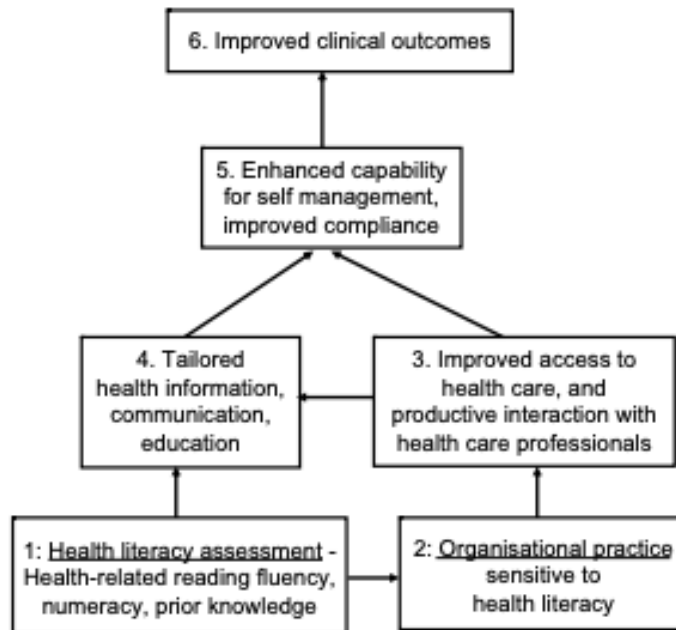 6. Improved clinical outcomes
5. Enhanced capability
for self management,
improved compliance
4. Tailored
health information,
communication,
education
3. Improved access to
health care, and
productive interaction with
health care professionals
1: Health literacy assessment -
Health-related reading fluency,
numeracy, prior knowledge
2: Organisational practice
sensitive to
health literacy